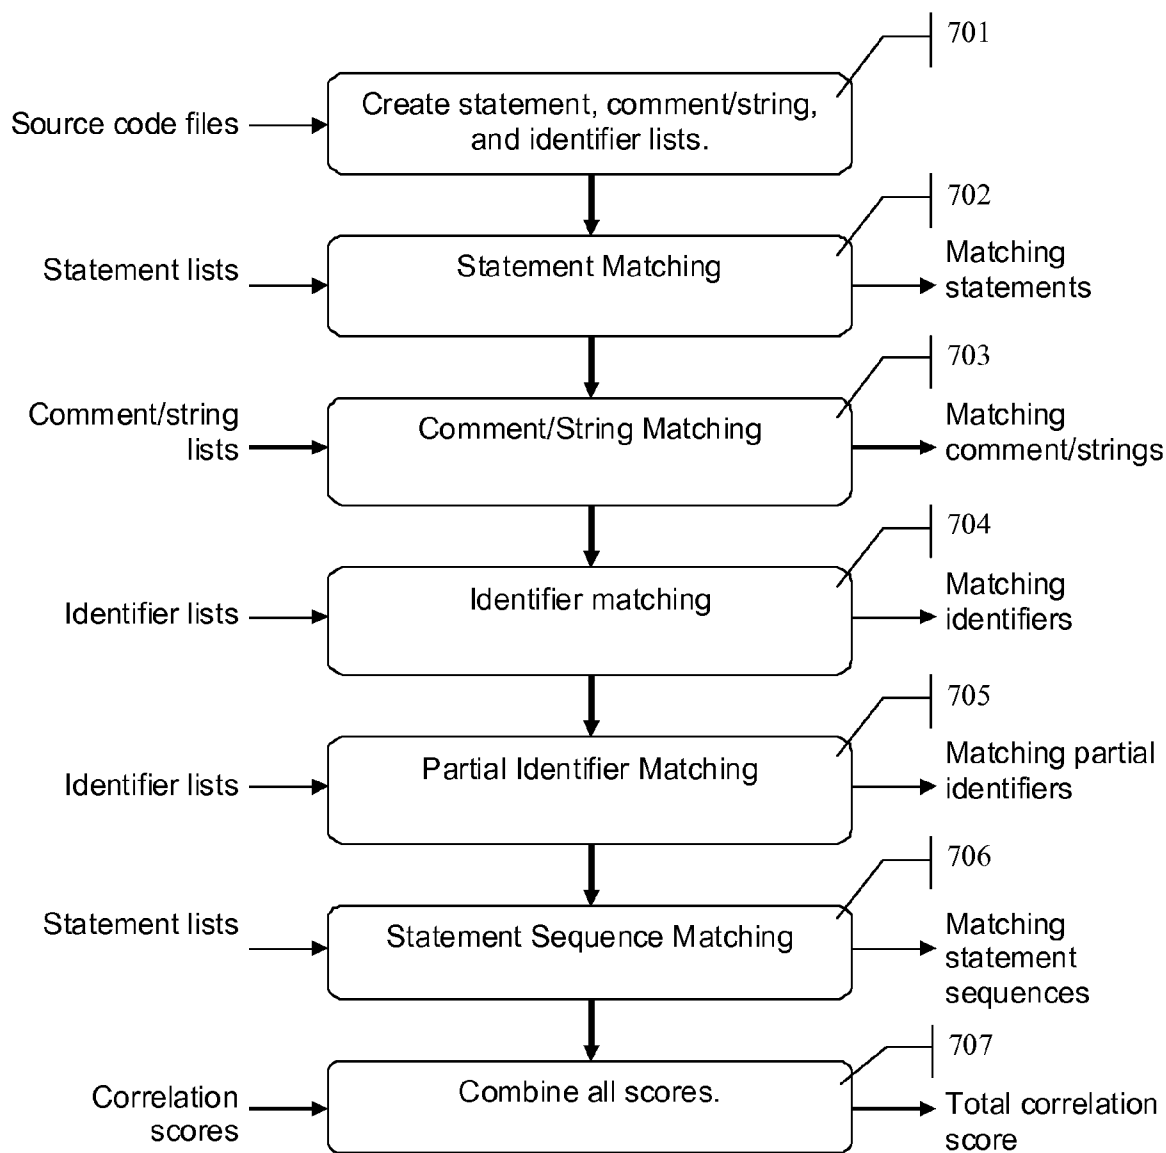 701
Source code files
Create statement, comment/string,
and identifier lists.
702
Statement lists
Statement Matching
Matching
statements
703
Comment/string
lists
Comment/String Matching
Matching
comment/strings
704
Identifier lists
Identifier matching
Matching
identifiers
705
Identifier lists
Partial Identifier Matching
Matching partial
identifiers
706
Statement lists
Statement Sequence Matching
Matching
statement
sequences
707
Correlation
scores
Combine all scores.
Total correlation
score